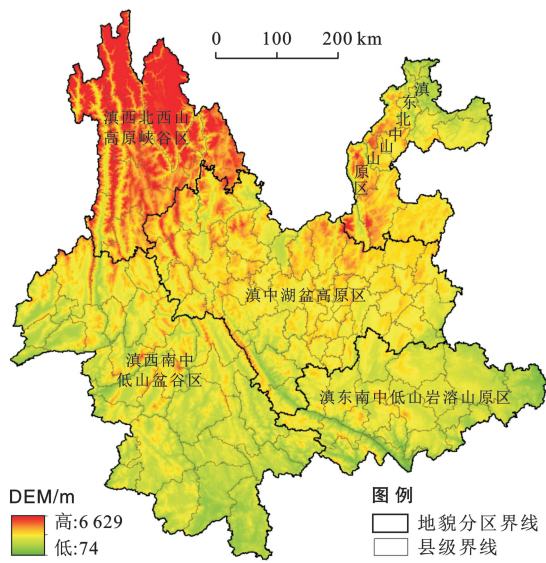 0 100 200 km
滇西北西山
高原峡谷区
滇东北中山山原区
滇中湖盆高原区
滇西南中
低山盆谷区
滇东南中低山岩溶山原区
DEM/m
高:6 629
低:74
图 例
地貌分区界线
县级界线